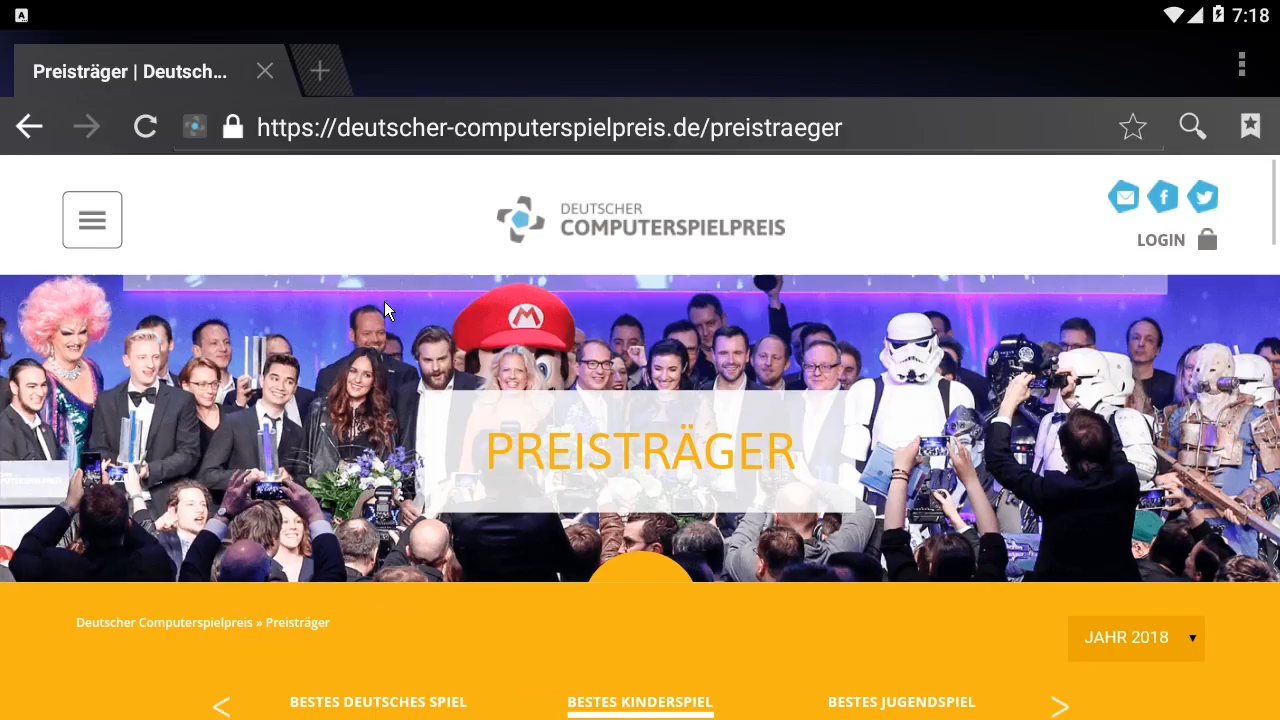 7:18
Preisträger | Deutsch...
https://deutscher-computerspielpreis.de/preistraeger
DEUTSCHER
COMPUTERSPIELPREIS
LOGIN
M
PREISTRÄGER
Deutscher Computerspielpreis » Preisträger
JAHR 2018
< BESTES DEUTSCHES SPIEL BESTES KINDERSPIEL BESTES JUGENDSPIEL >